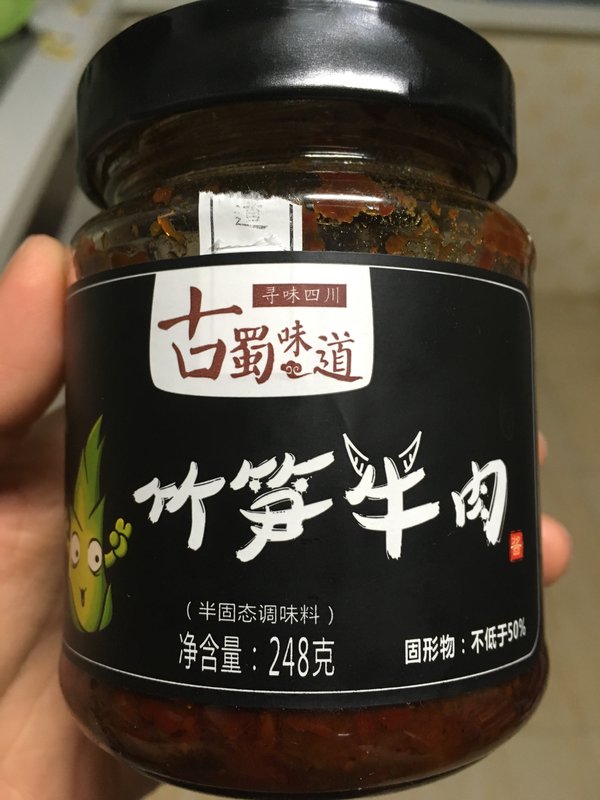 道
寻味四川
古蜀味道
竹笋牛肉
酱
（半固态调味料）
净含量：248克
固形物：不低于50%